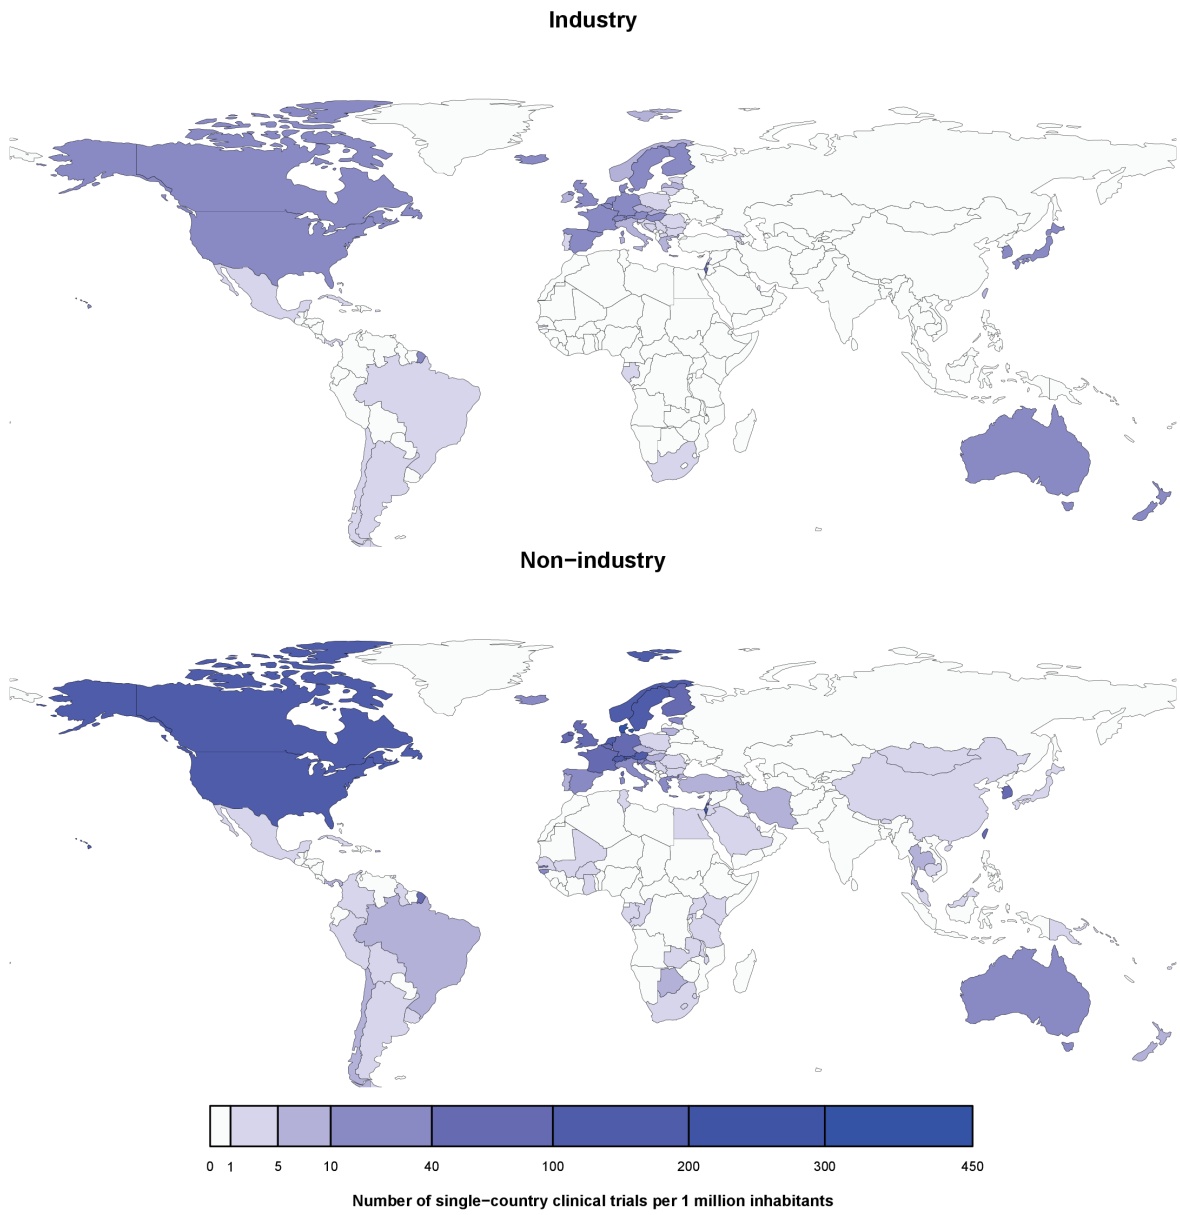 Industry
Non−industry
0 1 5 10 40 100 200 300 450
Number of single−country clinical trials per 1 million inhabitants